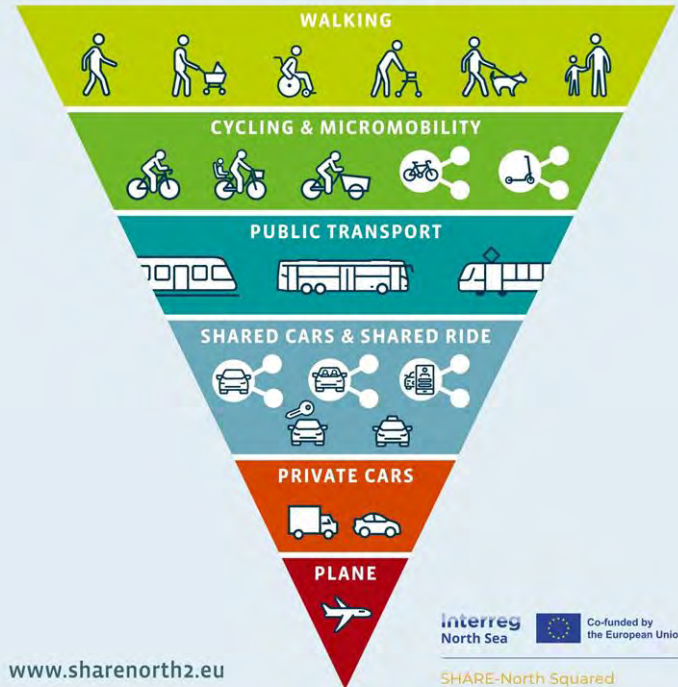 WALKING
CYCLING & MICROMOBILITY
PUBLIC TRANSPORT
SHARED CARS & SHARED RIDE
PRIVATE CARS
PLANE
Interreg
North Sea
Co-funded by
the European Unio
www.sharenorth2.eu
SHARE-North Squared